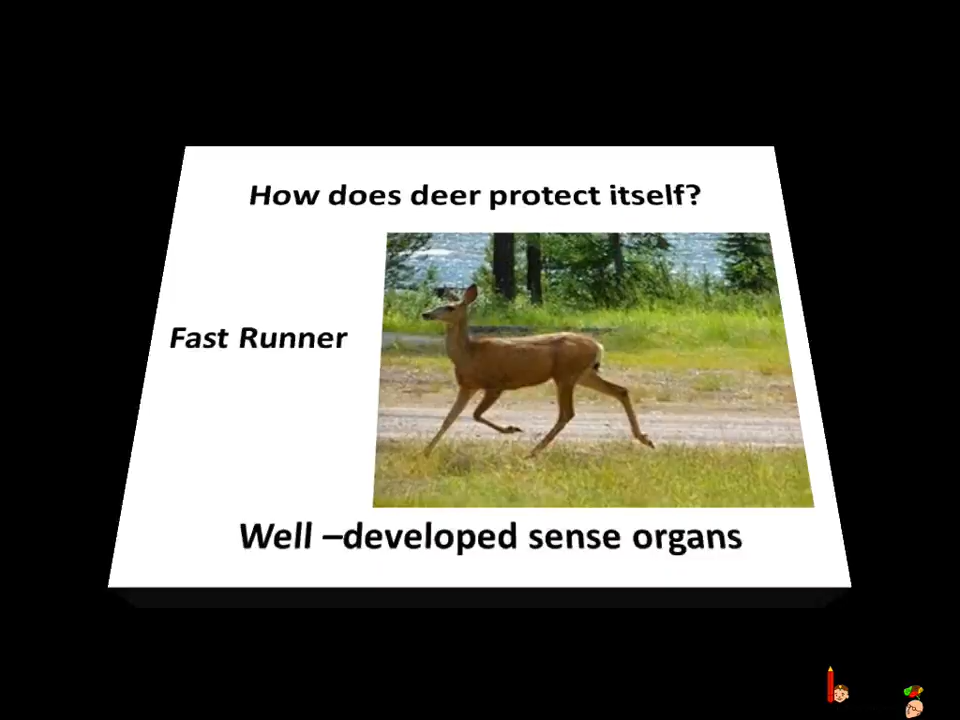 How does deer protect itself?
Fast Runner
Well –developed sense organs